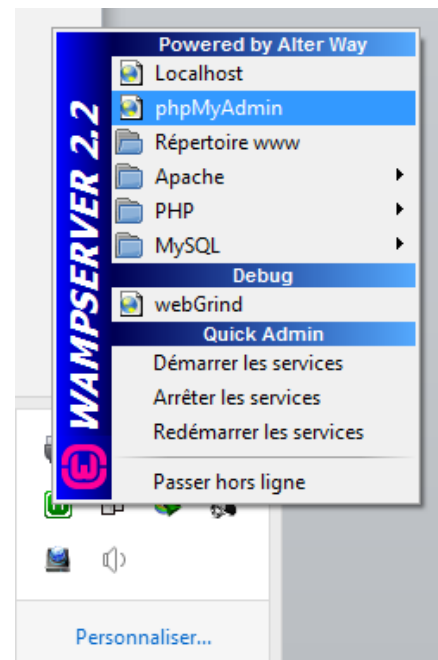 Powered by Alter Way
Localhost
phpMyAdmin
Répertoire www
Apache
PHP
MySQL
Debug
webGrind
Quick Admin
Démarrer les services
Arrêter les services
Redémarrer les services
Passer hors ligne
WAMPSERVER 2.2
Personnaliser...